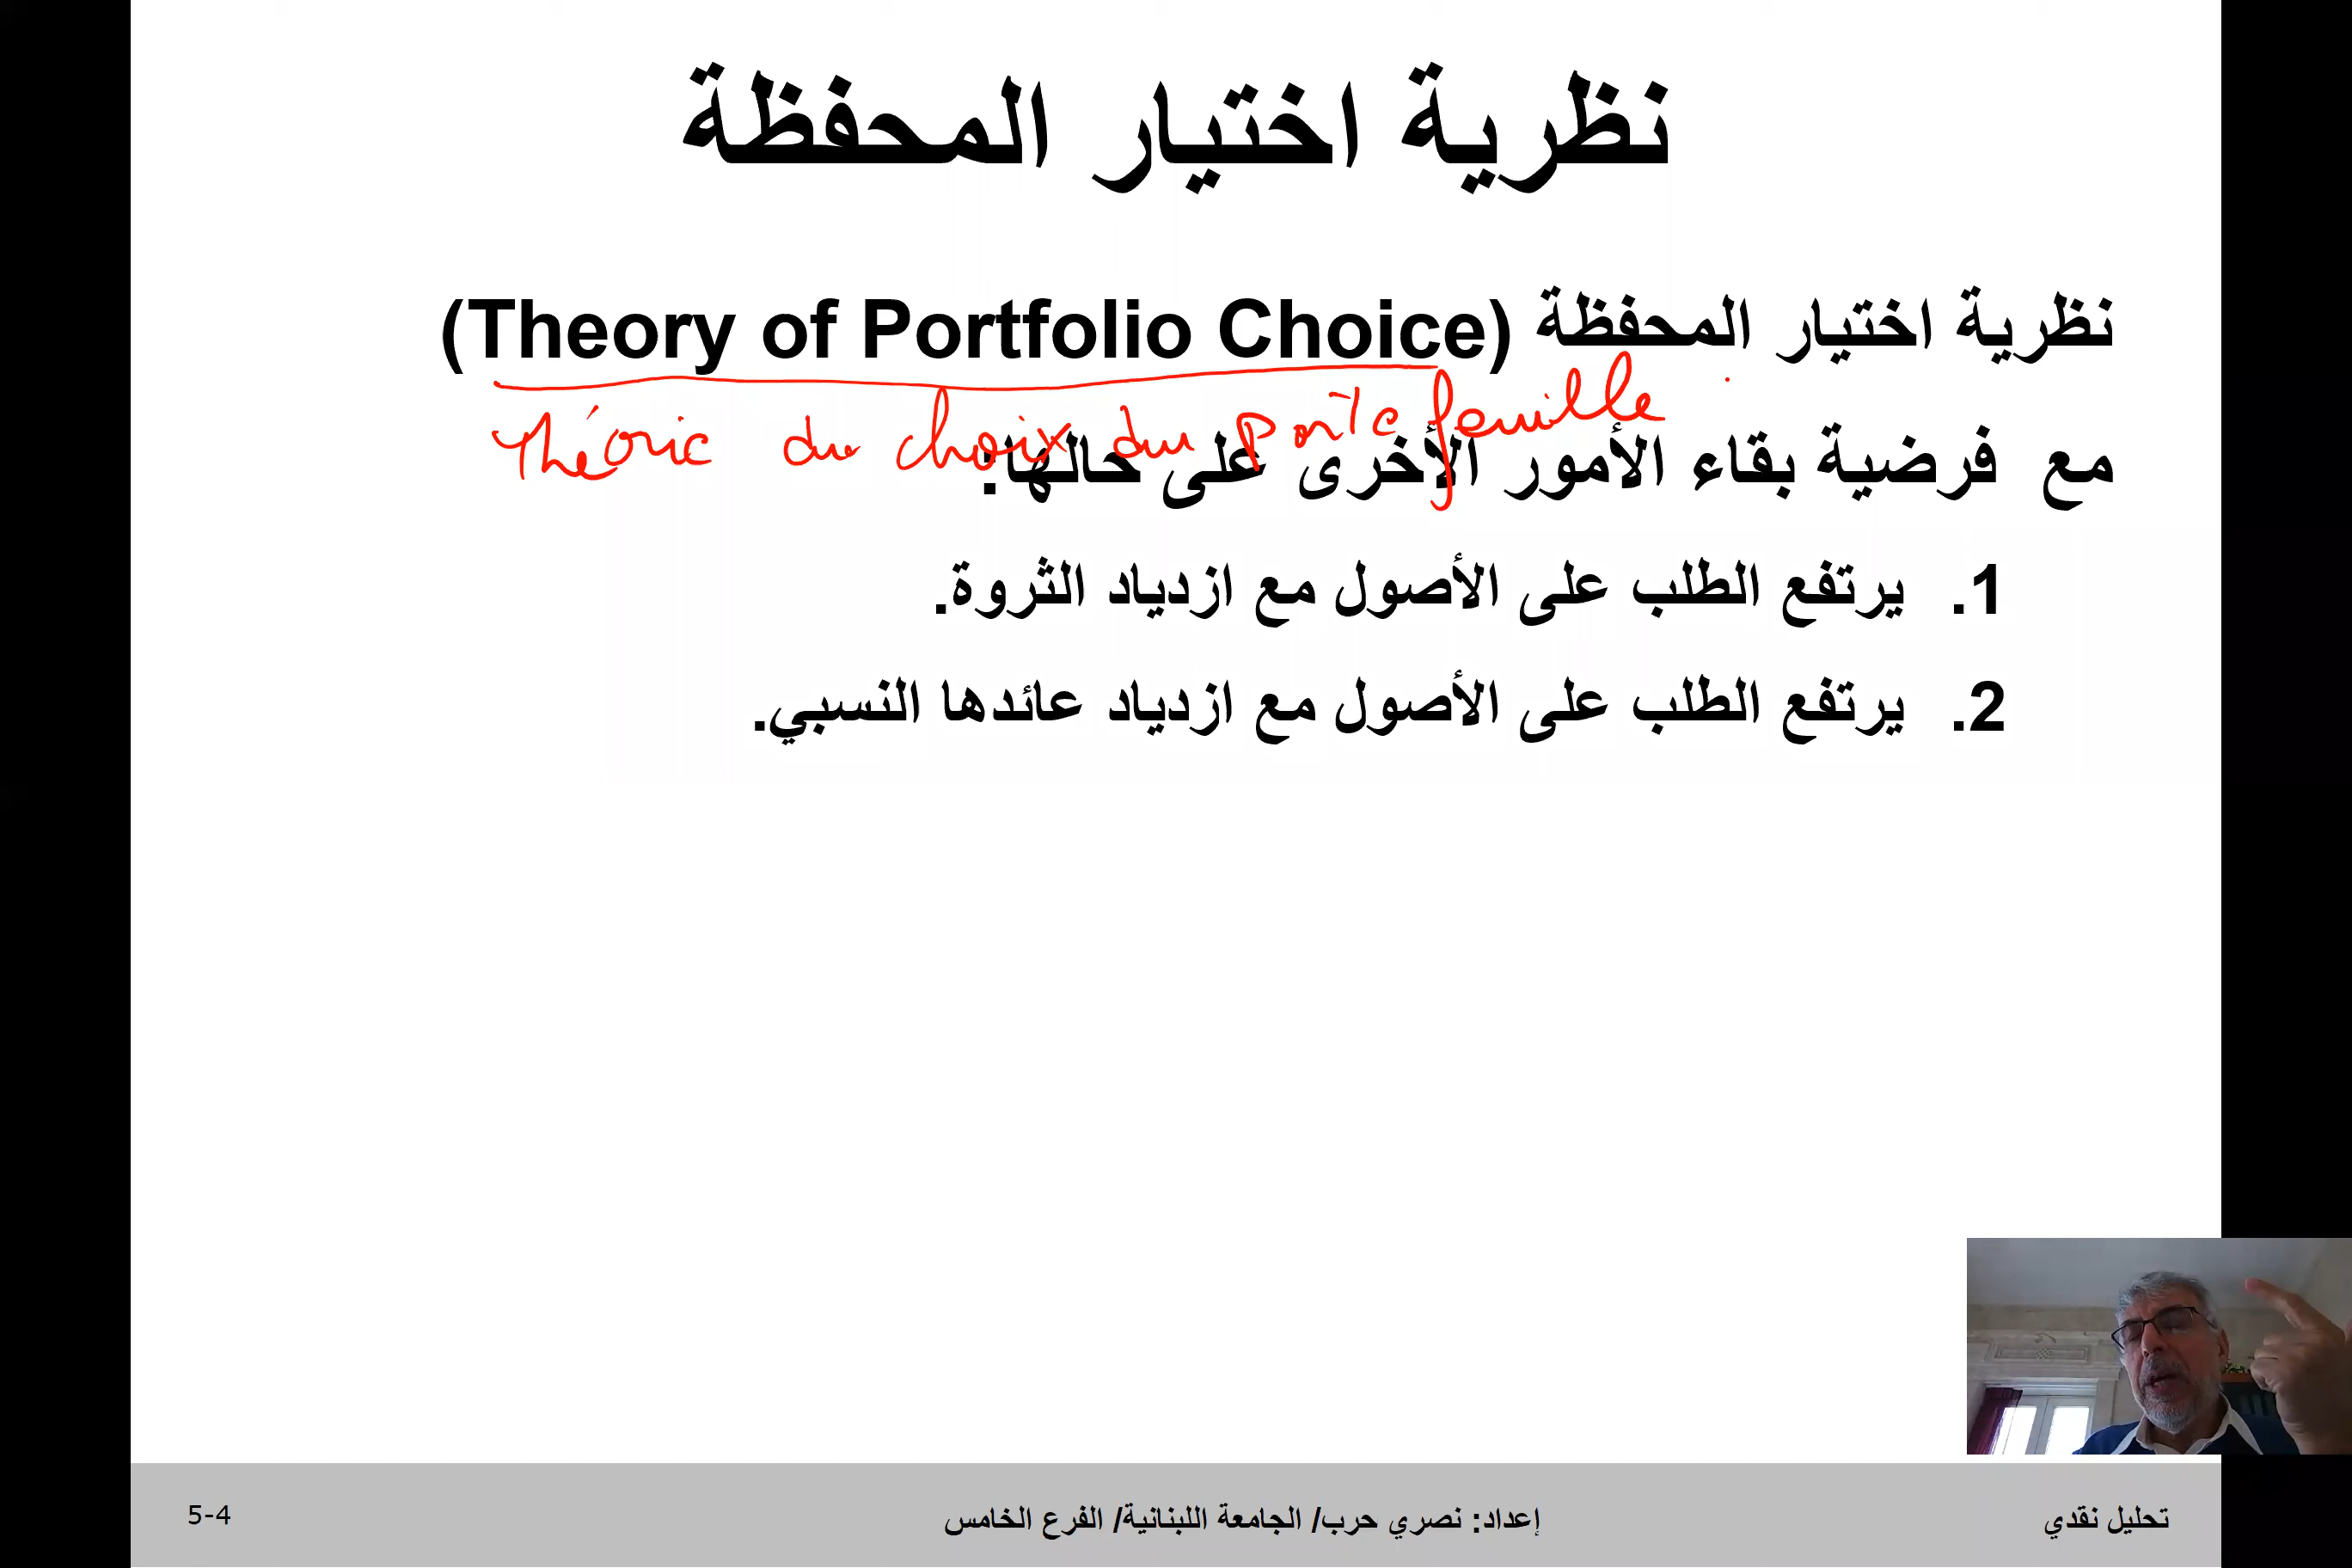 نظرية اختيار المحفظة
نظرية اختيار المحفظة (Theory of Portfolio Choice)
Théorie du choix du portefeuille
مع فرضية بقاء الأمور الأخرى على حالها:
1. يرتفع الطلب على الأصول مع ازدياد الثروة.
2. يرتفع الطلب على الأصول مع ازدياد عائدها النسبي.
تحليل نقدي
إعداد: نصري حرب/ الجامعة اللبنانية/ الفرع الخامس
5-4